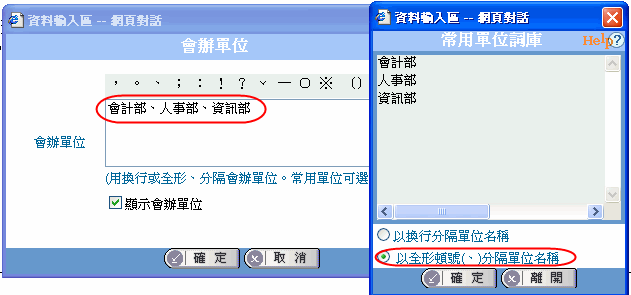 資料輸入區 -- 網頁對話
會辦單位
， 。 、 ； ： ！ ？ ˇ 一 ○ ※ ()
會計部、人事部、資訊部
會辦單位
(用換行或全形、分隔會辦單位。常用單位可選
顯示會辦單位
確 定
取 消
資料輸入區 -- 網頁對話
常用單位詞庫
Help?
會計部
人事部
資訊部
以換行分隔單位名稱
以全形頓號(、)分隔單位名稱
確 定
離 開